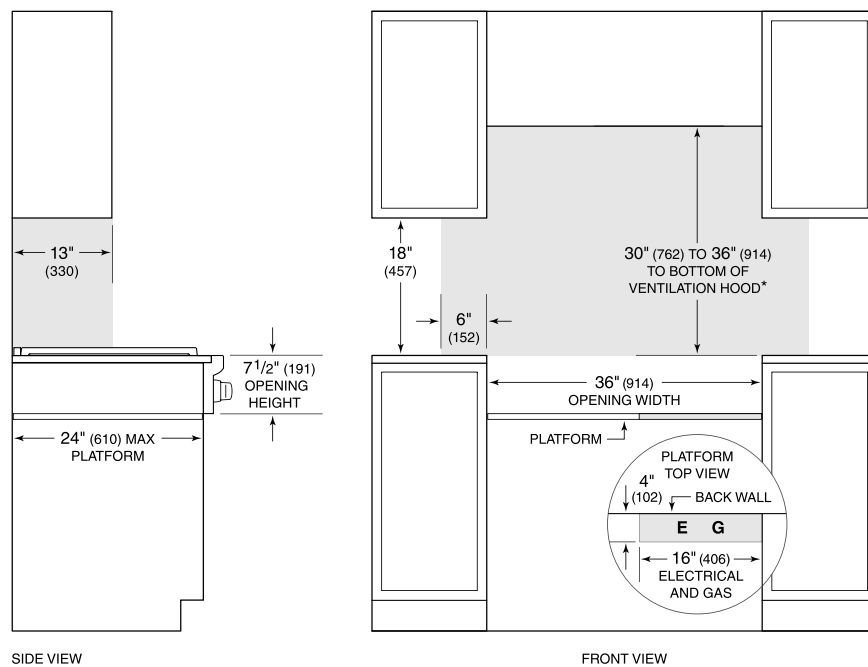 13"
(330)
7 1/2" (191)
OPENING
HEIGHT
24" (610) MAX
PLATFORM
SIDE VIEW
18"
(457)
30" (762) TO 36" (914)
TO BOTTOM OF
VENTILATION HOOD*
6"
(152)
36" (914)
OPENING WIDTH
PLATFORM
PLATFORM
TOP VIEW
4"
(102)
BACK WALL
E G
16" (406)
ELECTRICAL
AND GAS
FRONT VIEW